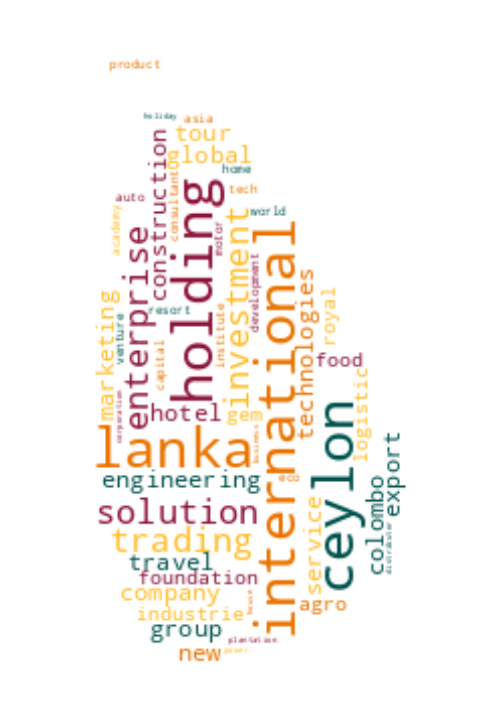 product
holiday
asia
tour
global
construction
consultant
home
tech
holding
auto
academy
world
motor
investment
international
enterprise
development
technologies
royal
marketing
venture
resort
institute
capital
food
logistic
corporation
hotel
gem
ceylon
lanka
business
export
engineering
eco
colombo
solution
service
distributor
trading
travel
foundation
company
house
agro
industrie
group
plantation
new
power